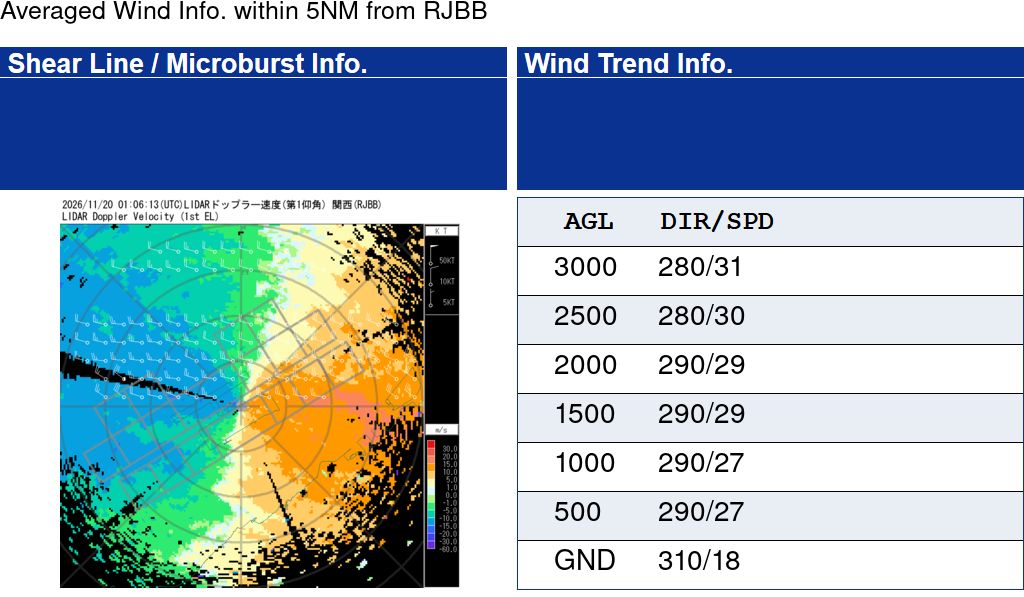 Averaged Wind Info. within 5NM from RJBB
Shear Line / Microburst Info.
Wind Trend Info.
2026/11/20 01:06:13(UTC)LIDARドップラー速度(第1仰角) 関西(RJBB)
LIDAR Doppler Velocity (1st EL)
K T
50KT
10KT
5KT
m/s
30.0
20.0
15.0
10.0
5.0
1.0
0.0
-1.0
-5.0
-10.0
-15.0
-20.0
-30.0
-60.0
AGL DIR/SPD
3000 280/31
2500 280/30
2000 290/29
1500 290/29
1000 290/27
500 290/27
GND 310/18